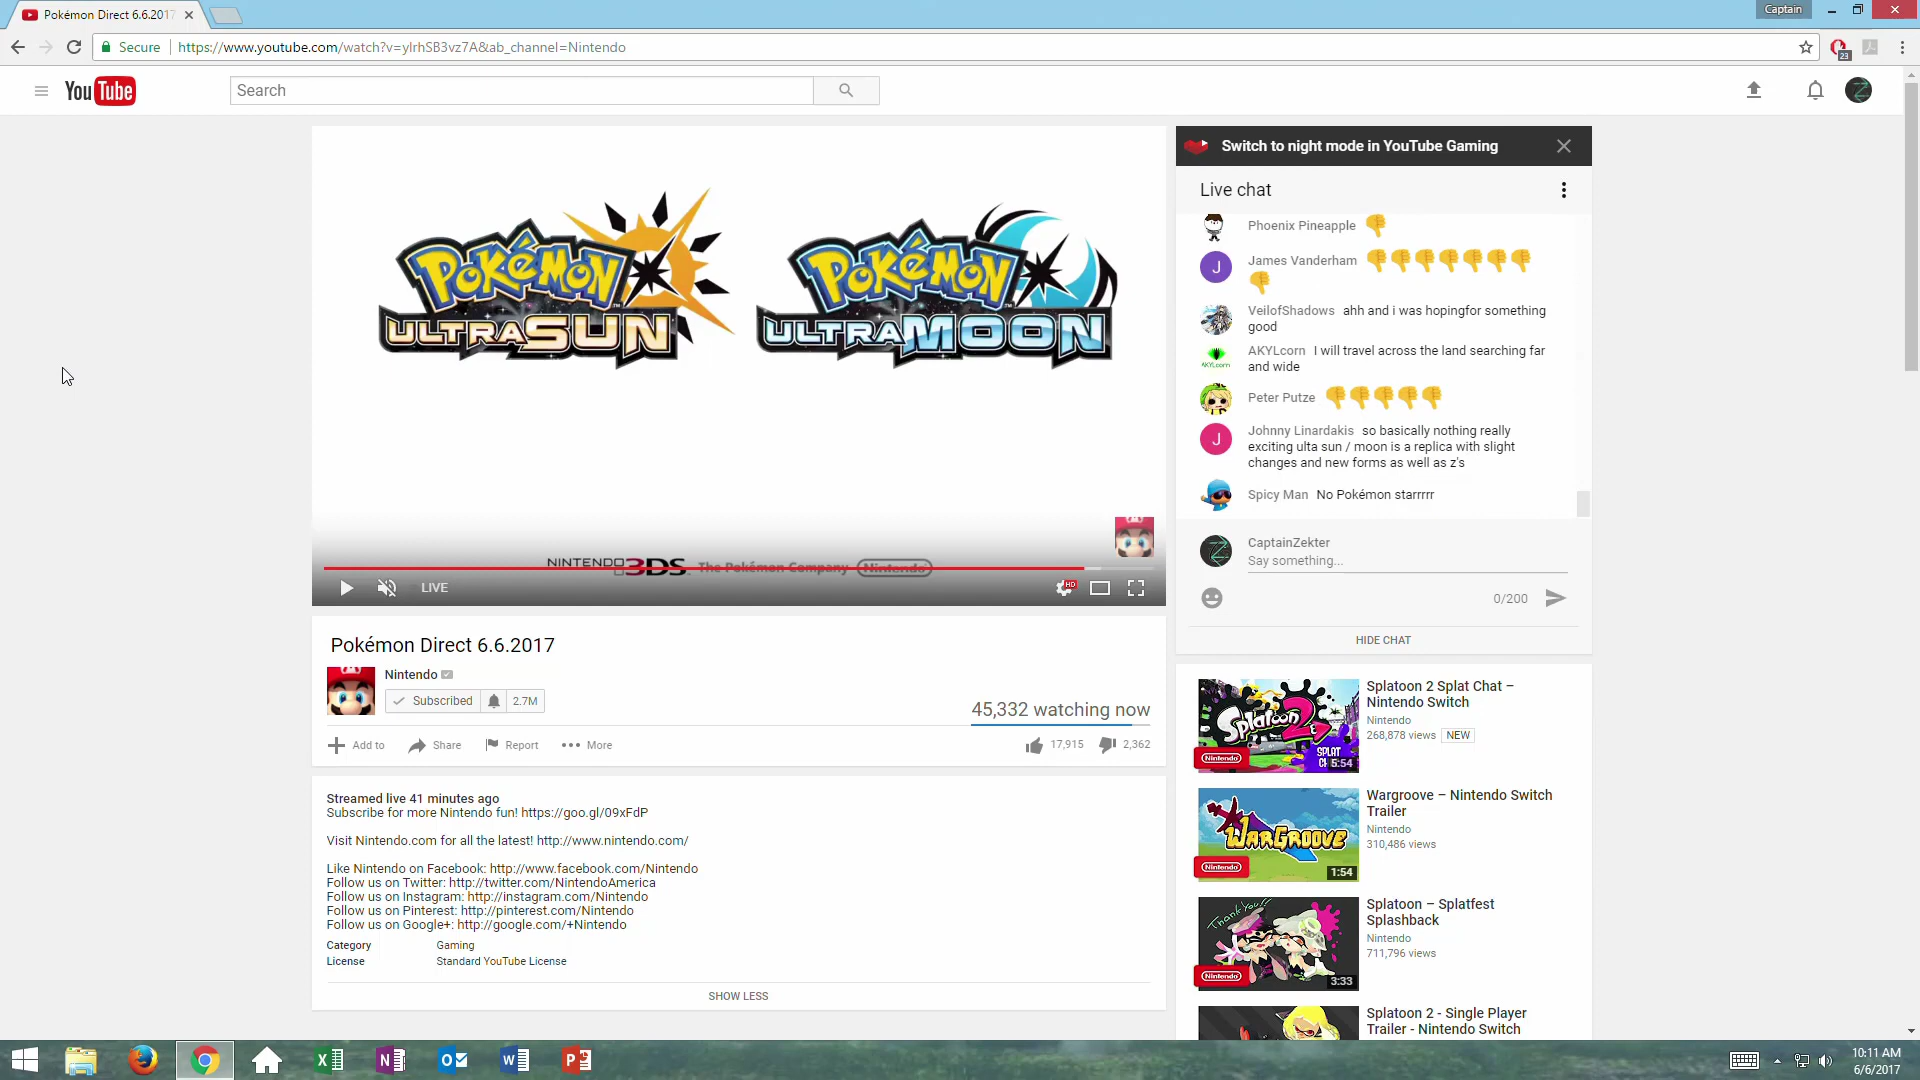 Pokémon Direct 6.6.2017
Captain
Secure
https://www.youtube.com/watch?v=ylrhSB3vz7A&ab_channel=Nintendo
23
YouTube
Search
POKÉMON
ULTRA SUN
POKÉMON
ULTRA MOON
NINTENDO 3DS
The Pokémon Company
Nintendo
LIVE
HD
Pokémon Direct 6.6.2017
Nintendo
Subscribed
2.7M
45,332 watching now
Add to
Share
Report
More
17,915
2,362
Streamed live 41 minutes ago
Subscribe for more Nintendo fun! https://goo.gl/09xFdP
Visit Nintendo.com for all the latest! http://www.nintendo.com/
Like Nintendo on Facebook: http://www.facebook.com/Nintendo
Follow us on Twitter: http://twitter.com/NintendoAmerica
Follow us on Instagram: http://instagram.com/Nintendo
Follow us on Pinterest: http://pinterest.com/Nintendo
Follow us on Google+: http://google.com/+Nintendo
Category Gaming
License Standard YouTube License
SHOW LESS
Switch to night mode in YouTube Gaming
Live chat
Phoenix Pineapple
J
James Vanderham
VeilofShadows ahh and i was hopingfor something
good
AKYLcorn I will travel across the land searching far
and wide
Peter Putze
J
Johnny Linardakis so basically nothing really
exciting ulta sun / moon is a replica with slight
changes and new forms as well as z's
Spicy Man No Pokémon starrrrr
CaptainZekter
Say something...
0/200
HIDE CHAT
Splatoon 2
SPLAT
Nintendo
5:54
Splatoon 2 Splat Chat –
Nintendo Switch
Nintendo
268,878 views NEW
WARGROOVE
Nintendo
1:54
Wargroove – Nintendo Switch
Trailer
Nintendo
310,486 views
Thank You!!
Nintendo
3:33
Splatoon – Splatfest
Splashback
Nintendo
711,796 views
Splatoon 2 - Single Player
Trailer - Nintendo Switch
10:11 AM
6/6/2017